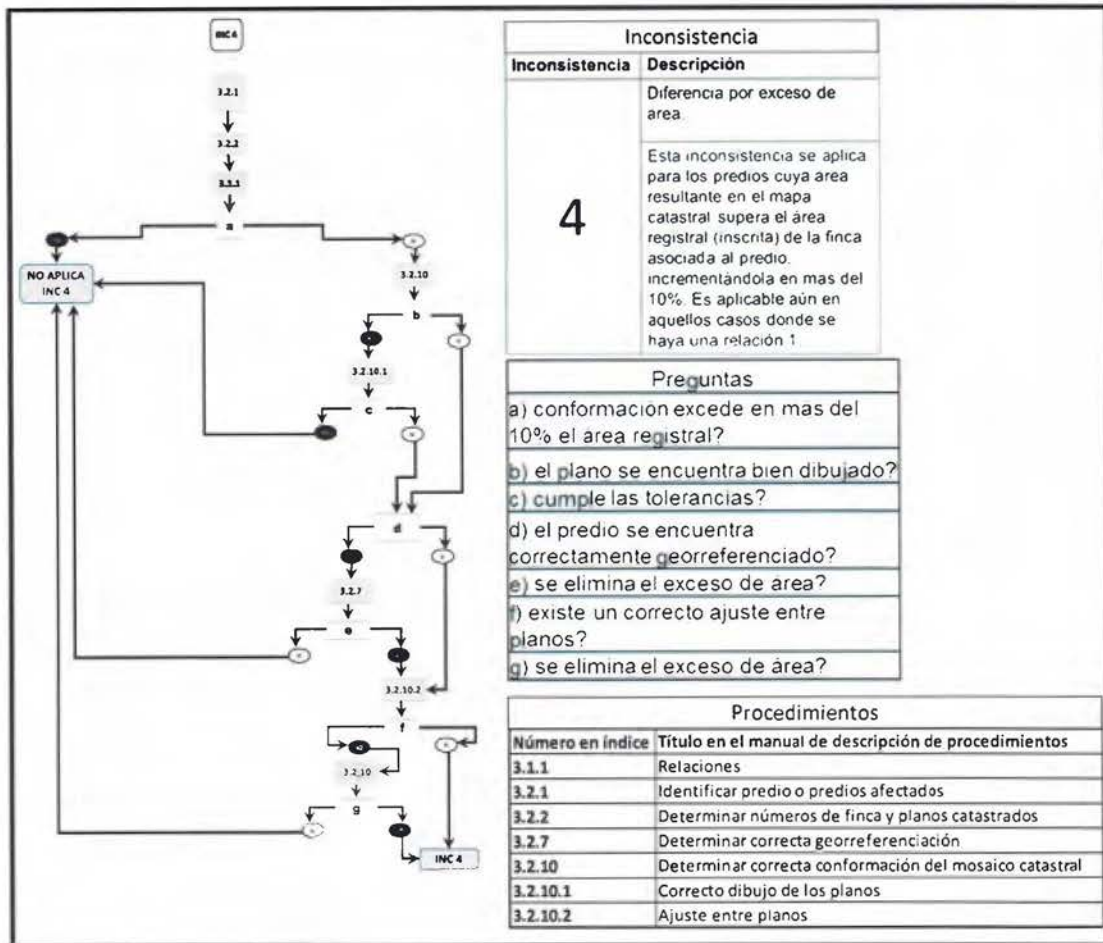 INC 4
3.2.1
3.2.2
3.1.1
a
NO APLICA
INC 4
3.2.10
b
3.2.10.1
c
d
3.2.7
e
3.2.10.2
f
3.2.10
g
INC 4
Inconsistencia
Inconsistencia Descripción
4
Diferencia por exceso de
area
Esta inconsistencia se aplica
para los predios cuya area
resultante en el mapa
catastral supera el área
registral (inscrita) de la finca
asociada al predio,
incrementándola en mas del
10%. Es aplicable aún en
aquellos casos donde se
haya una relación 1
Preguntas
a) conformación excede en mas del
10% el área registral?
b) el plano se encuentra bien dibujado?
c) cumple las tolerancias?
d) el predio se encuentra
correctamente georreferenciado?
e) se elimina el exceso de área?
f) existe un correcto ajuste entre
planos?
g) se elimina el exceso de área?
Procedimientos
Número en índice Título en el manual de descripción de procedimientos
3.1.1 Relaciones
3.2.1 Identificar predio o predios afectados
3.2.2 Determinar números de finca y planos catastrados
3.2.7 Determinar correcta georreferenciación
3.2.10 Determinar correcta conformación del mosaico catastral
3.2.10.1 Correcto dibujo de los planos
3.2.10.2 Ajuste entre planos